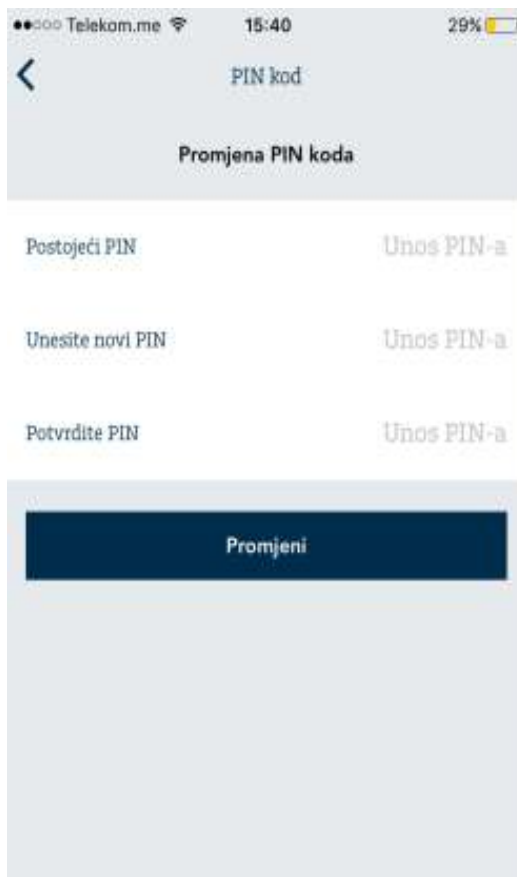 Telekom.me 15:40 29%
PIN kod
Promjena PIN koda
Postojeći PIN Unos PIN-a
Unesite novi PIN Unos PIN-a
Potvrdite PIN Unos PIN-a
Promjeni